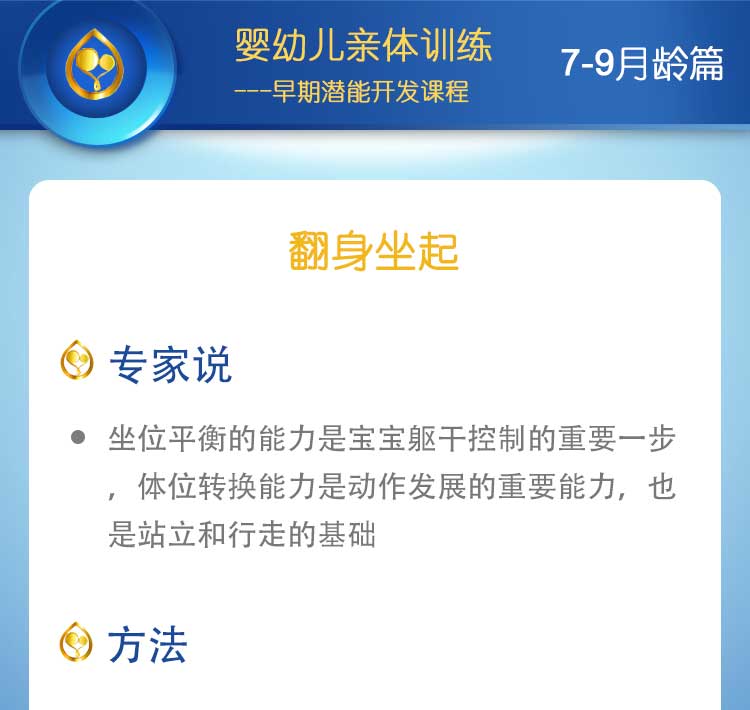 婴幼儿亲体训练
---早期潜能开发课程
7-9月龄篇
翻身坐起
专家说
坐位平衡的能力是宝宝躯干控制的重要一步
，体位转换能力是动作发展的重要能力，也
是站立和行走的基础
方法